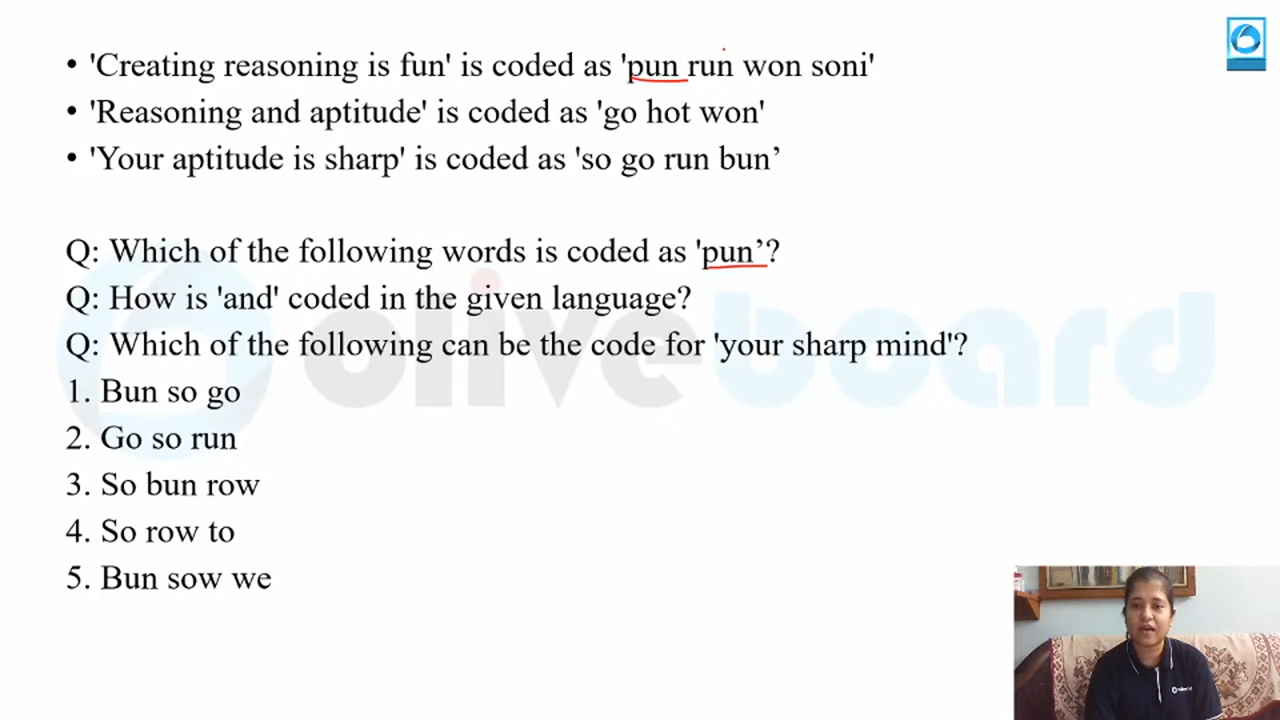 • 'Creating reasoning is fun' is coded as 'pun run won soni'
• 'Reasoning and aptitude' is coded as 'go hot won'
• 'Your aptitude is sharp' is coded as 'so go run bun’
Q: Which of the following words is coded as 'pun’?
Q: How is 'and' coded in the given language?
Q: Which of the following can be the code for 'your sharp mind'?
1. Bun so go
2. Go so run
3. So bun row
4. So row to
5. Bun sow we
oliveboard